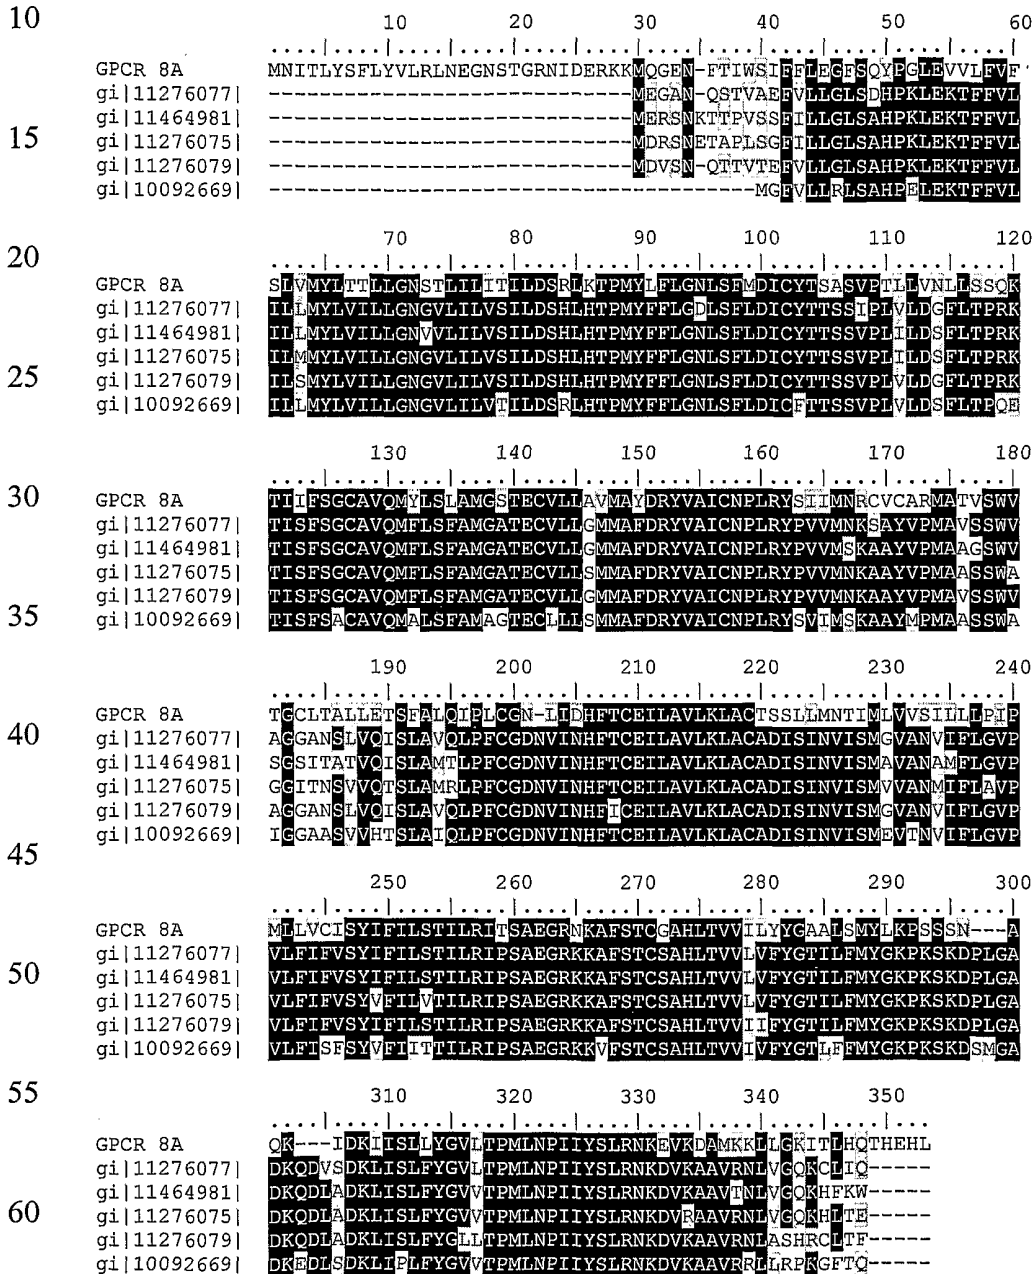 10 10 20 30 40 50 60
....|....|....|....|....|....|....|....|....|....|....|....|
GPCR 8A MNITLYSFLYVLRLNEGNSTGRNIDERKKMQGEN-FTIWSIFFLEGFSQYPGLEVVLFVF
gi|11276077| -----------------------------MEGAN-QSTVAEFVLLGLSDHPKLEKTFFVL
15 gi|11464981| -----------------------------MERSNKTTPVSSFILLGLSAHPKLEKTFFVL
gi|11276075| -----------------------------MDRSNETAPLSGFILLGLSAHPKLEKTFFVL
gi|11276079| -----------------------------MDVSN-QTTVTEFVLLGLSAHPKLEKTFFVL
gi|10092669| ---------------------------------------MGFVLLRLSAHPELEKTFFVL
20 70 80 90 100 110 120
....|....|....|....|....|....|....|....|....|....|....|....|
GPCR 8A SLVMYLTTLLGNSTLILITILDSRLKTPMYLFLGNLSFMDICYTSASVPTLLVNLLSSQK
gi|11276077| ILLMYLVILLGNGVLILVSILDSHLHTPMYFFLGDLSFLDICYTTSSIPLVLDGFLTPRK
gi|11464981| ILLMYLVILLGNVVLILVSILDSHLHTPMYFFLGNLSFLDICYTTSSVPLILDSFLTPRK
gi|11276075| ILMMYLVILLGNGVLILVSILDSHLHTPMYFFLGNLSFLDICYTTSSVPLILDSFLTPRK
25 gi|11276079| ILSMYLVILLGNGVLILVSILDSHLHTPMYFFLGNLSFLDICYTTSSVPLVLDGFLTPRK
gi|10092669| ILLMYLVILLGNGVLILVTILDSRLHTPMYFFLGNLSFLDICFTTSSVPLVLDSFLTPQE
130 140 150 160 170 180
....|....|....|....|....|....|....|....|....|....|....|....|
30 GPCR 8A TIIFSGCAVQMYLSLAMGSTECVLLAVMAYDRYVAICNPLRYSIIMNRCVCARMATVSWV
gi|11276077| TISFSGCAVQMFLSFAMGATECVLLGMMAFDRYVAICNPLRYPVVMNKSAYVPMAVSSWV
gi|11464981| TISFSGCAVQMFLSFAMGATECVLLGMMAFDRYVAICNPLRYPVVMSKAAYVPMAAGSWV
gi|11276075| TISFSGCAVQMFLSFAMGATECVLLSMMAFDRYVAICNPLRYPVVMNKAAYVPMAASSWA
gi|11276079| TISFSGCAVQMFLSFAMGATECVLLGMMAFDRYVAICNPLRYPVVMNKAAYVPMAVSSWV
35 gi|10092669| TISFSACAVQMALSFAMAGTECLLLSMMAFDRYVAICNPLRYSVIMSKAAYMPMAASSWA
190 200 210 220 230 240
....|....|....|....|....|....|....|....|....|....|....|....|
GPCR 8A TGCLTALLETSFALQIPLCGN-LIDHFTCEILAVLKLACTSSLLMNTIMLVVSILLLPIP
40 gi|11276077| AGGANSLVQISLAVQLPFCGDNVINHFTCEILAVLKLACADISINVISMGVANVIFLGVP
gi|11464981| SGSITATVQISLAMTLPFCGDNVINHFTCEILAVLKLACADISINVISMAVANAMFLGVP
gi|11276075| GGITNSVVQTSLAMRLPFCGDNVINHFTCEILAVLKLACADISINVISMVVANMIFLAVP
gi|11276079| AGGANSLVQISLAVQLPFCGDNVINHFICEILAVLKLACADISINVISMGVANVIFLGVP
gi|10092669| IGGAASVVHTSLAIQLPFCGDNVINHFTCEILAVLKLACADISINVISMEVTNVIFLGVP
45
250 260 270 280 290 300
....|....|....|....|....|....|....|....|....|....|....|....|
GPCR 8A MLLVCISYIFILSTILRITSAEGRNKAFSTCGAHLTVVILYYGAALSMYLKPSSSN---A
gi|11276077| VLFIFVSYIFILSTILRIPSAEGRKKAFSTCSAHLTVVLVFYGTILFMYGKPKSKDPLGA
50 gi|11464981| VLFIFVSYIFILSTILRIPSAEGRKKAFSTCSAHLTVVLVFYGTILFMYGKPKSKDPLGA
gi|11276075| VLFIFVSYVFILVTILRIPSAEGRKKAFSTCSAHLTVVLVFYGTILFMYGKPKSKDPLGA
gi|11276079| VLFIFVSYIFILSTILRIPSAEGRKKAFSTCSAHLTVVIIFYGTILFMYGKPKSKDPLGA
gi|10092669| VLFISFSYVFIITTILRIPSAEGRKKVFSTCSAHLTVVIVFYGTLFFMYGKPKSKDSMGA
55 310 320 330 340 350
....|....|....|....|....|....|....|....|....|....|....
GPCR 8A QK---IDKIISLLYGVLTPMLNPIIYSLRNKEVKDAMKKLLGKITLHQTHEHL
gi|11276077| DKQDVSDKLISLFYGVLTPMLNPIIYSLRNKDVKAAVRNLVGQKCLIQ-----
gi|11464981| DKQDLADKLISLFYGVVTPMLNPIIYSLRNKDVKAAVTNLVGQKHFKW-----
60 gi|11276075| DKQDLADKLISLFYGVVTPMLNPIIYSLRNKDVRAAVRNLVGQKHLTE-----
gi|11276079| DKQDLADKLISLFYGLLTPMLNPIIYSLRNKDVKAAVRNLASHRCLTF-----
gi|10092669| DKEDLSDKLIPLFYGVVTPMLNPIIYSLRNKDVKAAVRRLLRPKGFTQ-----